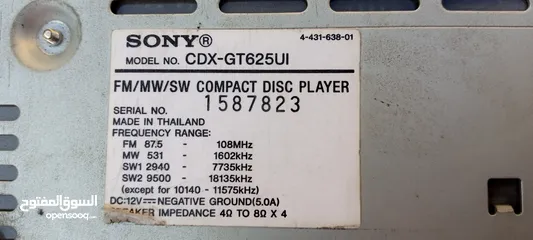 4-431-638-01
SONY®
MODEL NO. CDX-GT625UI
FM/MW/SW COMPACT DISC PLAYER
SERIAL NO. 1587823
MADE IN THAILAND
FREQUENCY RANGE:
FM 87.5 - 108MHz
MW 531 - 1602kHz
SW1 2940 - 7735kHz
SW2 9500 - 18135kHz
(except for 10140 - 11575kHz)
DC:12V NEGATIVE GROUND(5.0A)
SPEAKER IMPEDANCE 4Ω TO 8Ω X 4
السوق المفتوح
opensooq.com